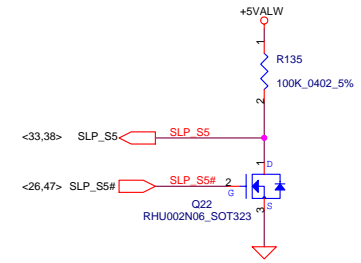 +5VALW
1
R135
100K_0402_5%
2
<33,38> SLP_S5 SLP_S5
1 D
<26,47> SLP_S5# SLP_S5# 2 G
Q22 3 S
RHU002N06_SOT323